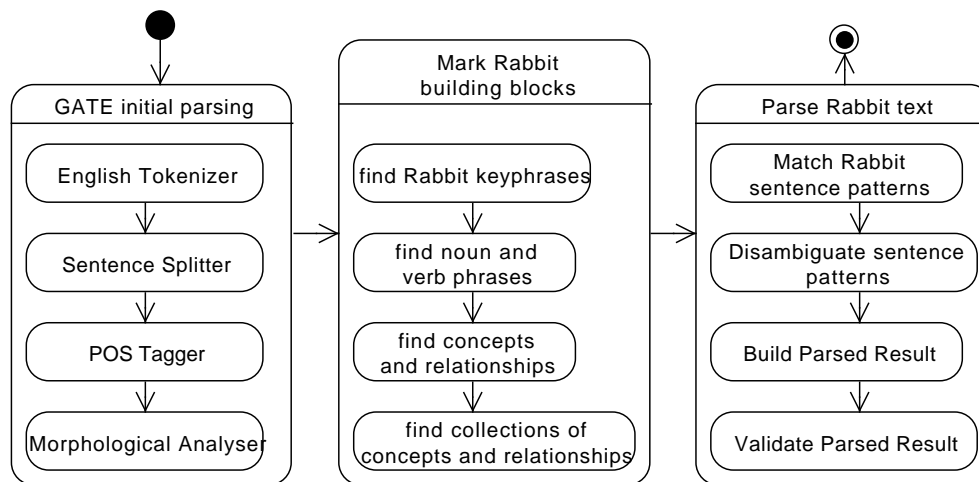 GATE initial parsing
English Tokenizer
Sentence Splitter
POS Tagger
Morphological Analyser
Mark Rabbit
building blocks
find Rabbit keyphrases
find noun and
verb phrases
find concepts
and relationships
find collections of
concepts and relationships
Parse Rabbit text
Match Rabbit
sentence patterns
Disambiguate sentence
patterns
Build Parsed Result
Validate Parsed Result